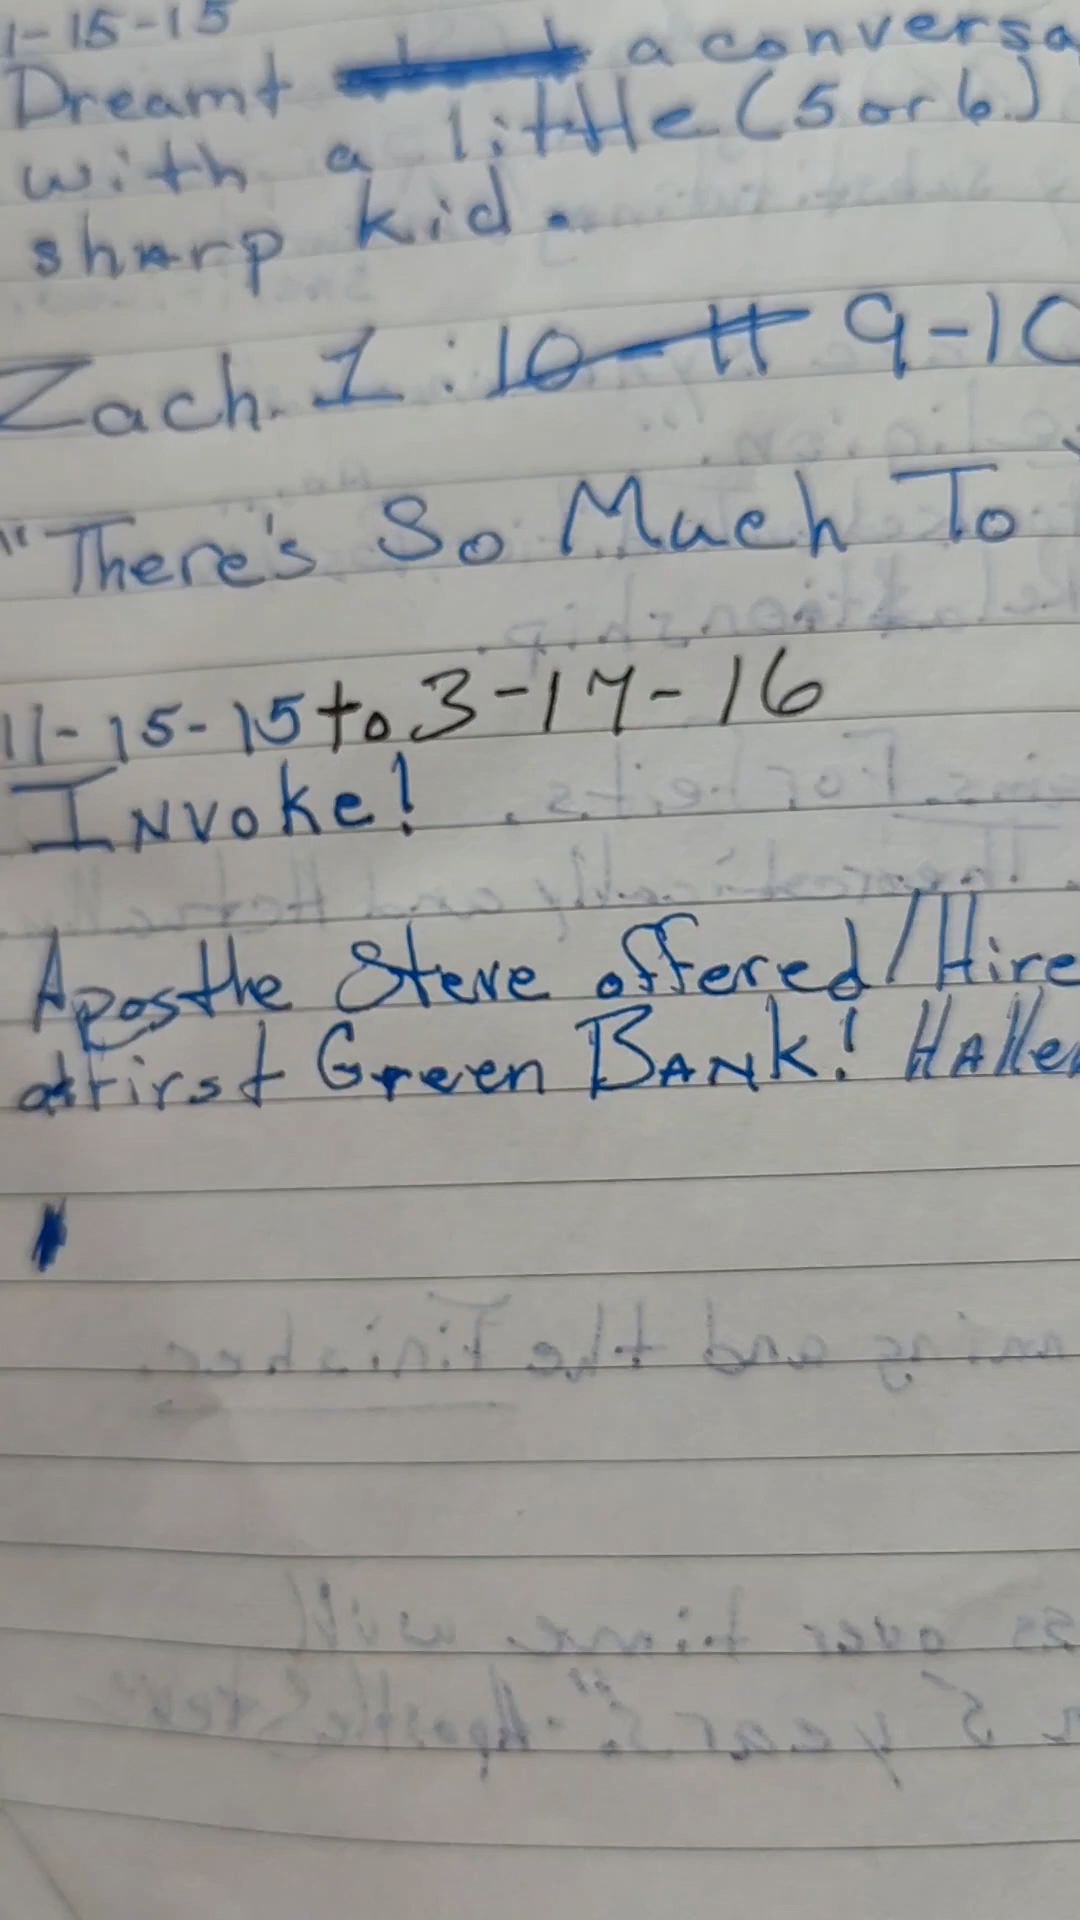 1-15-15
Dreamt a conversa
with a little (5 or 6)
sharp kid.
Zach. 1:10-11 9-10
"There's So Much To
11-15-15 to 3-17-16
Invoke!
Apostle Steve offered/Hire
at First Green Bank! Halle